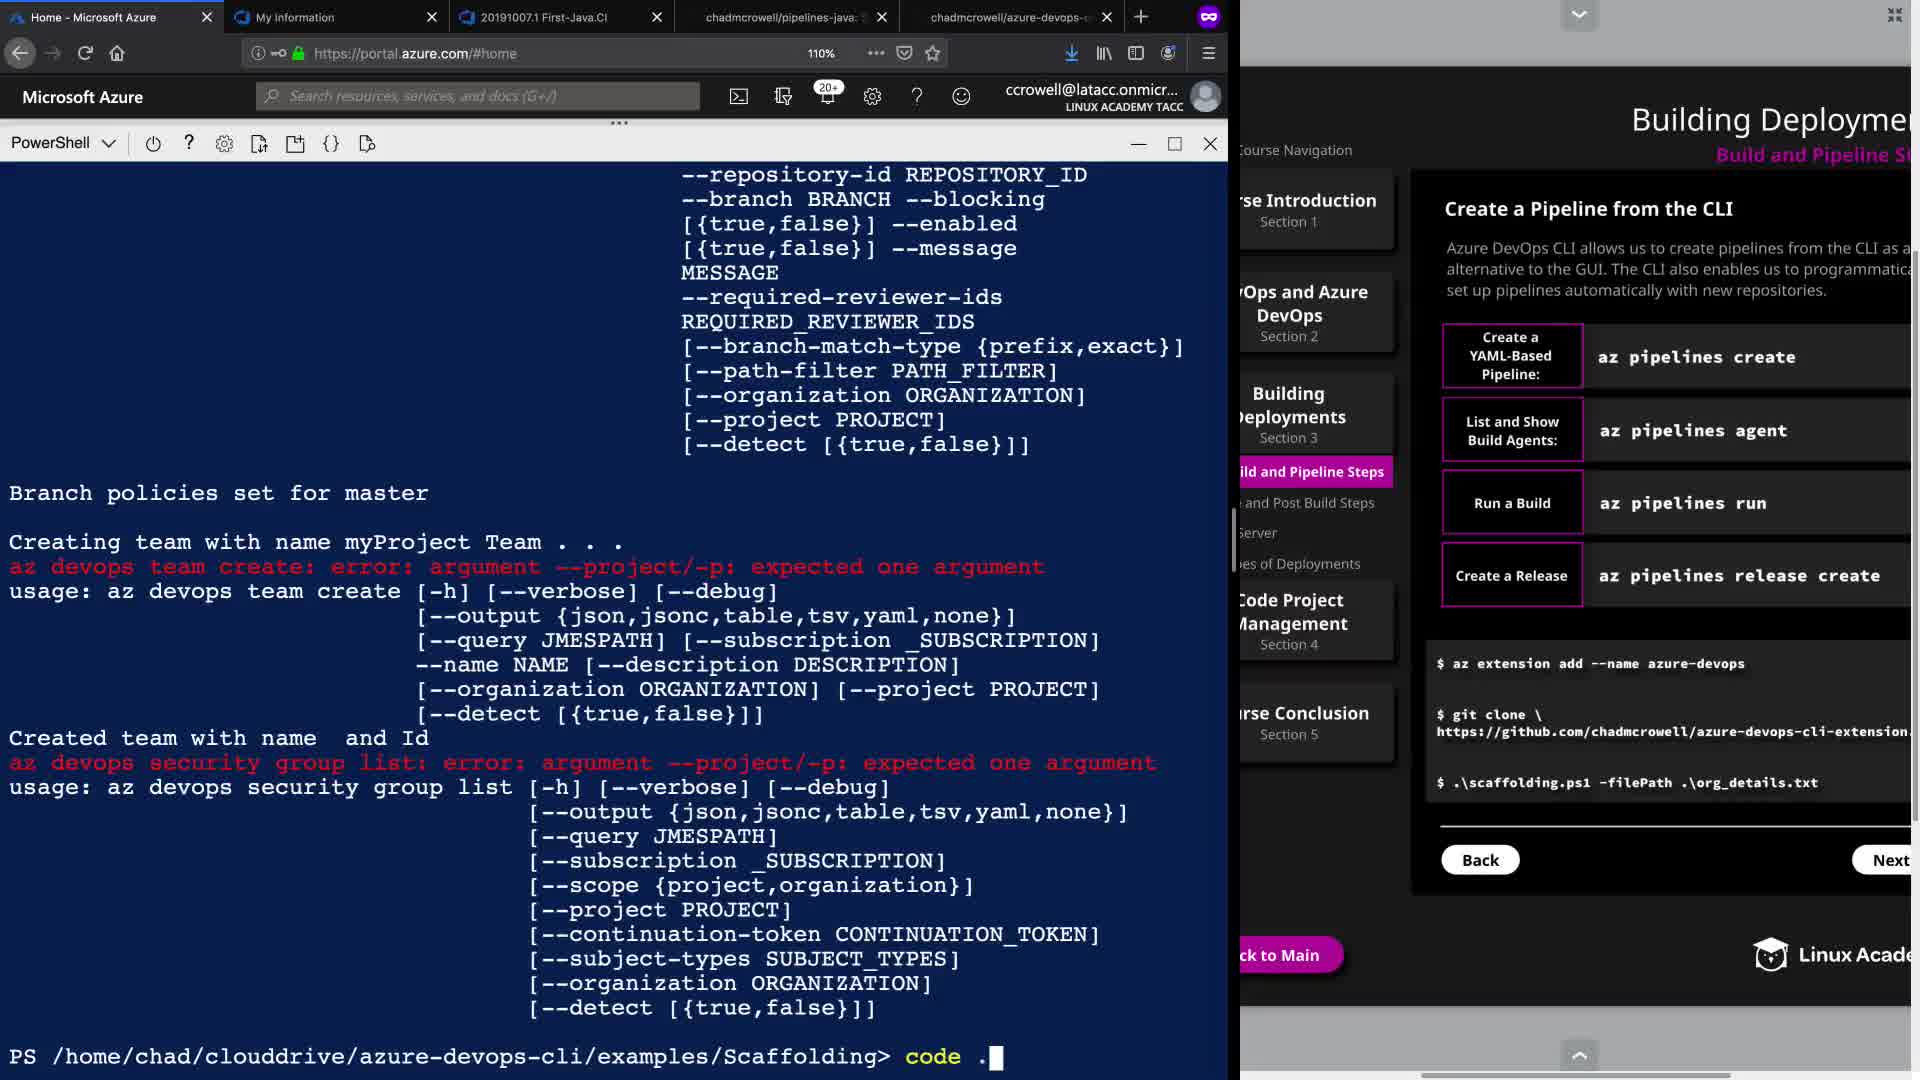 Home - Microsoft Azure
My Information
20191007.1 First-Java.CI
chadmcrowell/pipelines-java:
chadmcrowell/azure-devops-
https://portal.azure.com/#home
110%
Microsoft Azure
Search resources, services, and docs (G+/)
20+
ccrowell@latacc.onmicr...
LINUX ACADEMY TACC
PowerShell
--repository-id REPOSITORY_ID
--branch BRANCH --blocking
[{true,false}] --enabled
[{true,false}] --message
MESSAGE
--required-reviewer-ids
REQUIRED_REVIEWER_IDS
[--branch-match-type {prefix,exact}]
[--path-filter PATH_FILTER]
[--organization ORGANIZATION]
[--project PROJECT]
[--detect [{true,false}]]
Branch policies set for master
Creating team with name myProject Team . . .
az devops team create: error: argument --project/-p: expected one argument
usage: az devops team create [-h] [--verbose] [--debug]
[--output {json,jsonc,table,tsv,yaml,none}]
[--query JMESPATH] [--subscription _SUBSCRIPTION]
--name NAME [--description DESCRIPTION]
[--organization ORGANIZATION] [--project PROJECT]
[--detect [{true,false}]]
Created team with name  and Id
az devops security group list: error: argument --project/-p: expected one argument
usage: az devops security group list [-h] [--verbose] [--debug]
[--output {json,jsonc,table,tsv,yaml,none}]
[--query JMESPATH]
[--subscription _SUBSCRIPTION]
[--scope {project,organization}]
[--project PROJECT]
[--continuation-token CONTINUATION_TOKEN]
[--subject-types SUBJECT_TYPES]
[--organization ORGANIZATION]
[--detect [{true,false}]]
PS /home/chad/clouddrive/azure-devops-cli/examples/Scaffolding> code .
Building Deployme
Build and Pipeline S
Course Navigation
rse Introduction
Section 1
vOps and Azure
DevOps
Section 2
Building
Deployments
Section 3
ild and Pipeline Steps
and Post Build Steps
Server
es of Deployments
Code Project
Management
Section 4
urse Conclusion
Section 5
ck to Main
Create a Pipeline from the CLI
Azure DevOps CLI allows us to create pipelines from the CLI as a
alternative to the GUI. The CLI also enables us to programmatica
set up pipelines automatically with new repositories.
Create a
YAML-Based
Pipeline:
az pipelines create
List and Show
Build Agents:
az pipelines agent
Run a Build
az pipelines run
Create a Release
az pipelines release create
$ az extension add --name azure-devops
$ git clone \
https://github.com/chadmcrowell/azure-devops-cli-extension.
$ .\scaffolding.ps1 -filePath .\org_details.txt
Back
Next
Linux Acade